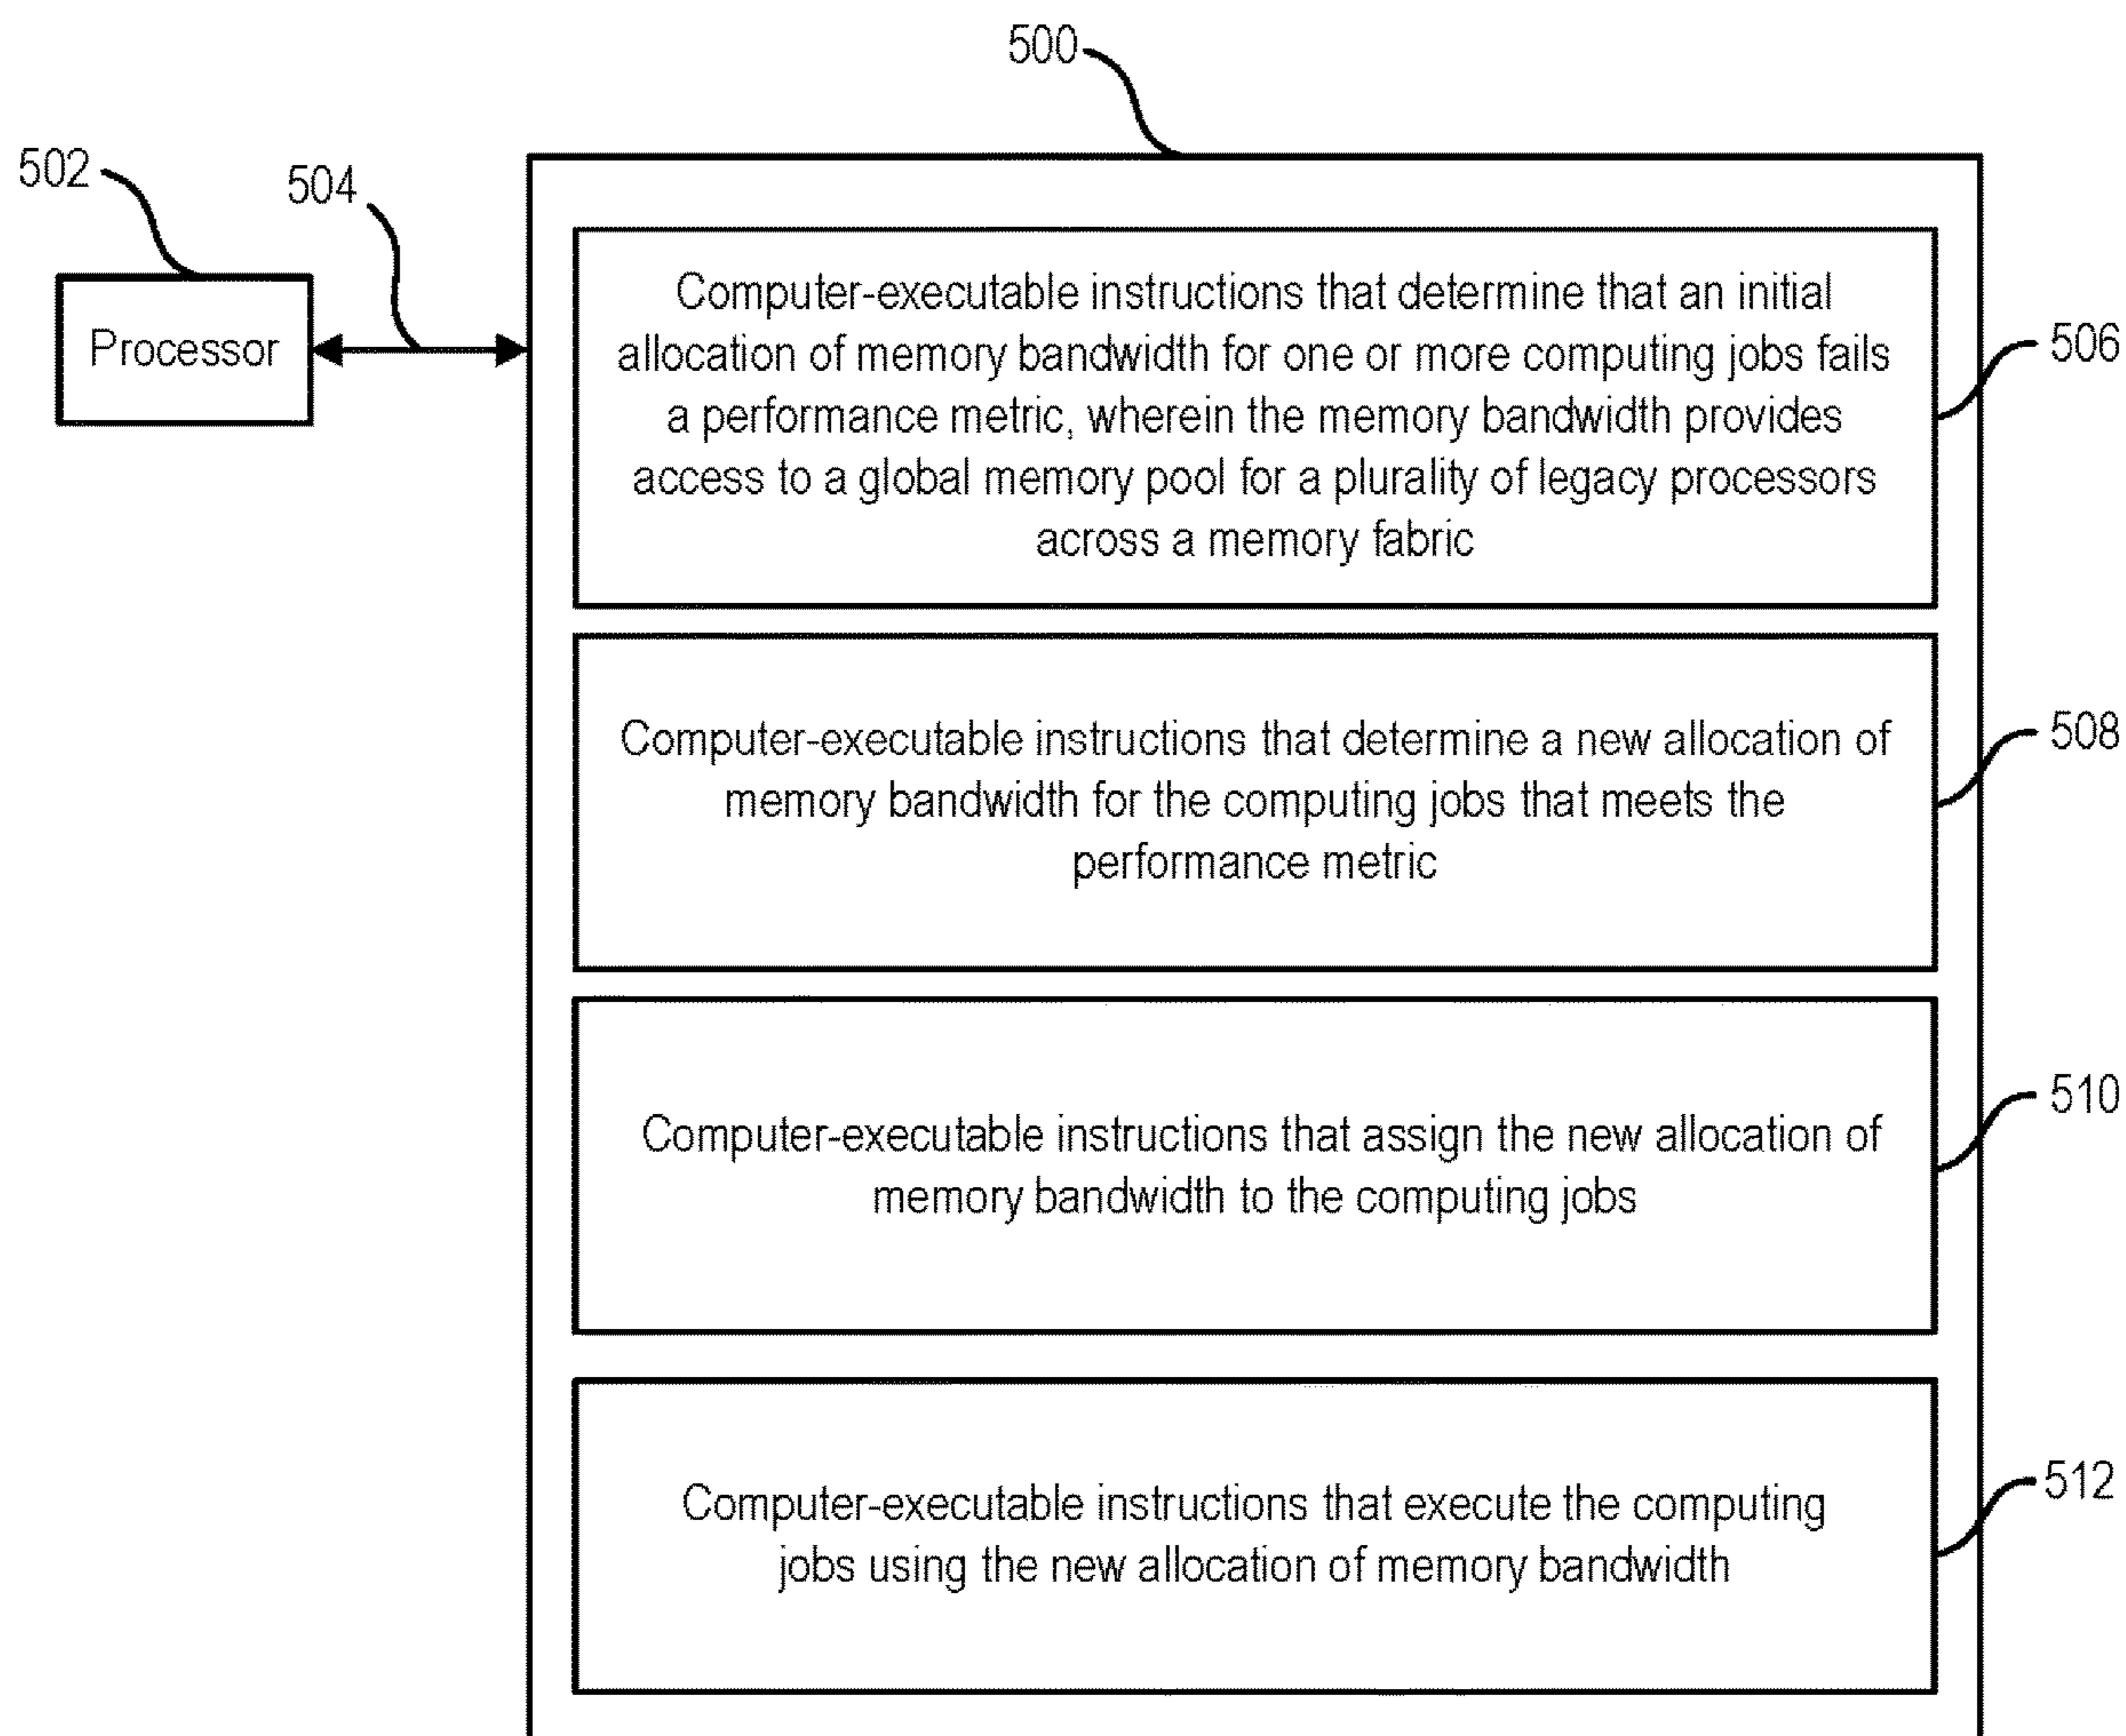 500
502
504
Processor
Computer-executable instructions that determine that an initial
allocation of memory bandwidth for one or more computing jobs fails
a performance metric, wherein the memory bandwidth provides
access to a global memory pool for a plurality of legacy processors
across a memory fabric
506
Computer-executable instructions that determine a new allocation of
memory bandwidth for the computing jobs that meets the
performance metric
508
Computer-executable instructions that assign the new allocation of
memory bandwidth to the computing jobs
510
Computer-executable instructions that execute the computing
jobs using the new allocation of memory bandwidth
512